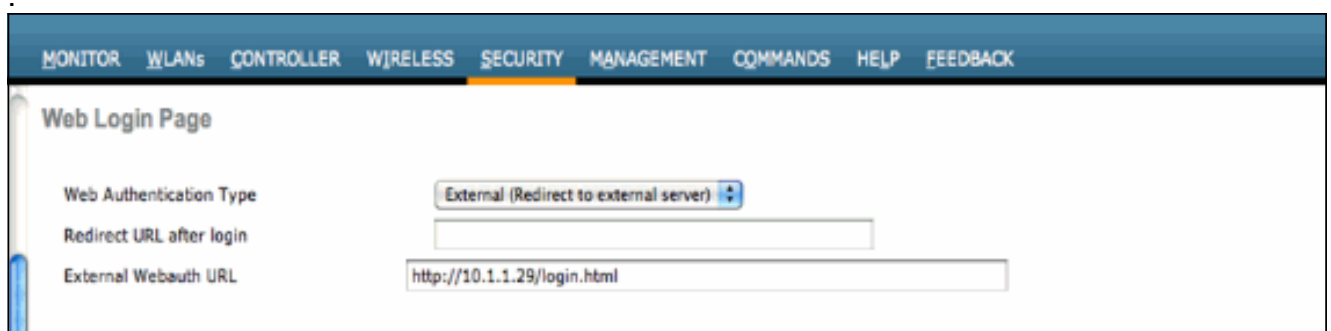 .
MONITOR WLANs CONTROLLER WIRELESS SECURITY MANAGEMENT COMMANDS HELP FEEDBACK
Web Login Page
Web Authentication Type External (Redirect to external server)
Redirect URL after login
External Webauth URL http://10.1.1.29/login.html